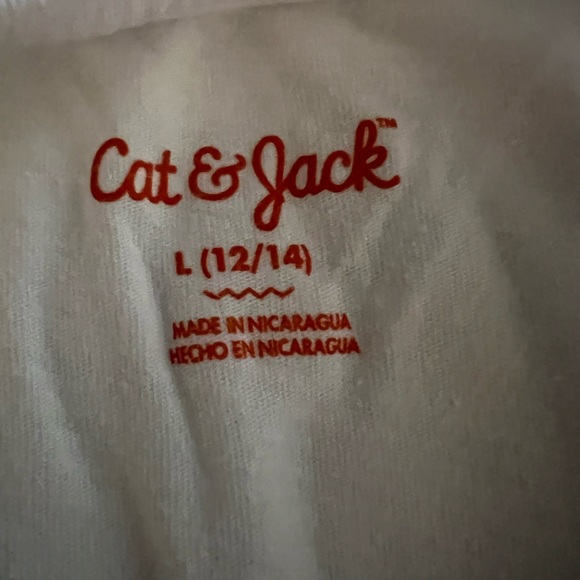 Cat & Jack™
L (12/14)
MADE IN NICARAGUA
HECHO EN NICARAGUA